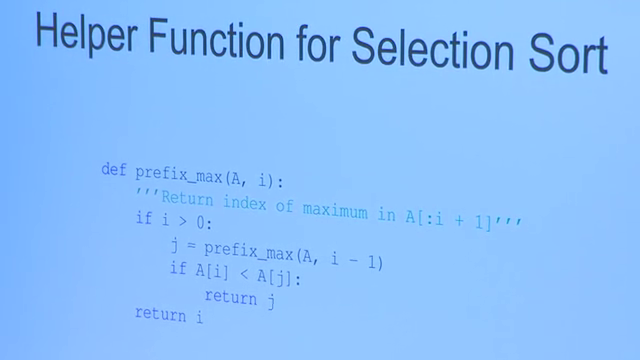 Helper Function for Selection Sort
def prefix_max(A, i):
'''Return index of maximum in A[:i + 1]'''
if i > 0:
j = prefix_max(A, i - 1)
if A[i] < A[j]:
return j
return i